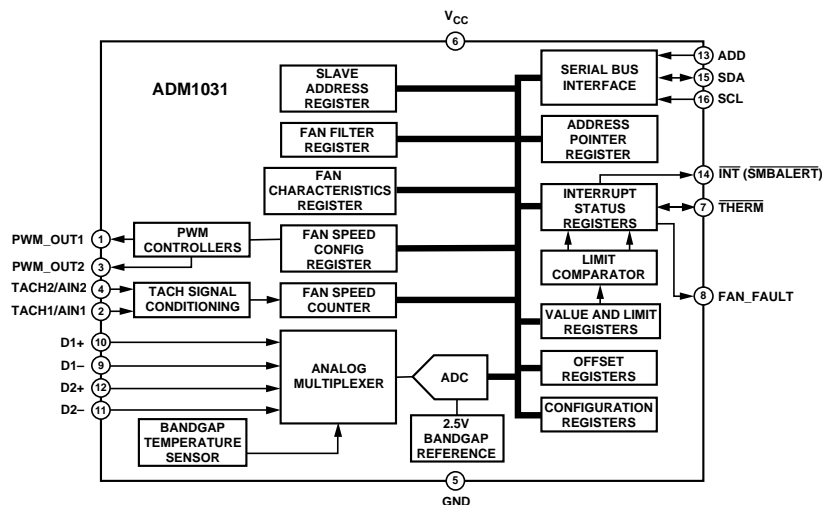 VCC
6
ADM1031
SLAVE
ADDRESS
REGISTER
FAN FILTER
REGISTER
FAN
CHARACTERISTICS
REGISTER
FAN SPEED
CONFIG
REGISTER
FAN SPEED
COUNTER
PWM
CONTROLLERS
TACH SIGNAL
CONDITIONING
PWM_OUT1
1
PWM_OUT2
3
TACH2/AIN2
4
TACH1/AIN1
2
D1+
10
D1–
9
D2+
12
D2–
11
ANALOG
MULTIPLEXER
BANDGAP
TEMPERATURE
SENSOR
ADC
2.5V
BANDGAP
REFERENCE
SERIAL BUS
INTERFACE
ADDRESS
POINTER
REGISTER
INTERRUPT
STATUS
REGISTERS
LIMIT
COMPARATOR
VALUE AND LIMIT
REGISTERS
OFFSET
REGISTERS
CONFIGURATION
REGISTERS
13
ADD
15
SDA
16
SCL
14
INT (SMBALERT)
7
THERM
8
FAN_FAULT
5
GND